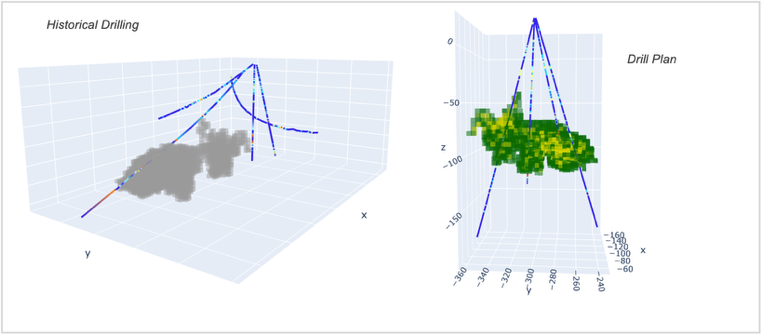 Historical Drilling
Drill Plan
0
−50
z
−100
−150
x
y
−160
−140
−120
−100
−80
−60
x
−360
−340
−320
−300
−280
−260
−240
y